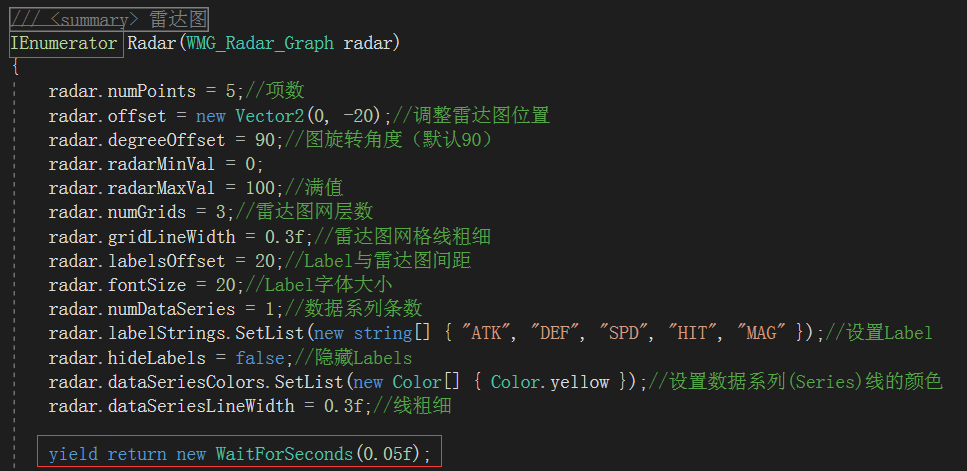 /// <summary> 雷达图
IEnumerator Radar(WMG_Radar_Graph radar)
{
radar.numPoints = 5;//项数
radar.offset = new Vector2(0, -20);//调整雷达图位置
radar.degreeOffset = 90;//图旋转角度（默认90）
radar.radarMinVal = 0;
radar.radarMaxVal = 100;//满值
radar.numGrids = 3;//雷达图网层数
radar.gridLineWidth = 0.3f;//雷达图网格线粗细
radar.labelsOffset = 20;//Label与雷达图间距
radar.fontSize = 20;//Label字体大小
radar.numDataSeries = 1;//数据系列条数
radar.labelStrings.SetList(new string[] { "ATK", "DEF", "SPD", "HIT", "MAG" });//设置Label
radar.hideLabels = false;//隐藏Labels
radar.dataSeriesColors.SetList(new Color[] { Color.yellow });//设置数据系列(Series)线的颜色
radar.dataSeriesLineWidth = 0.3f;//线粗细
yield return new WaitForSeconds(0.05f);